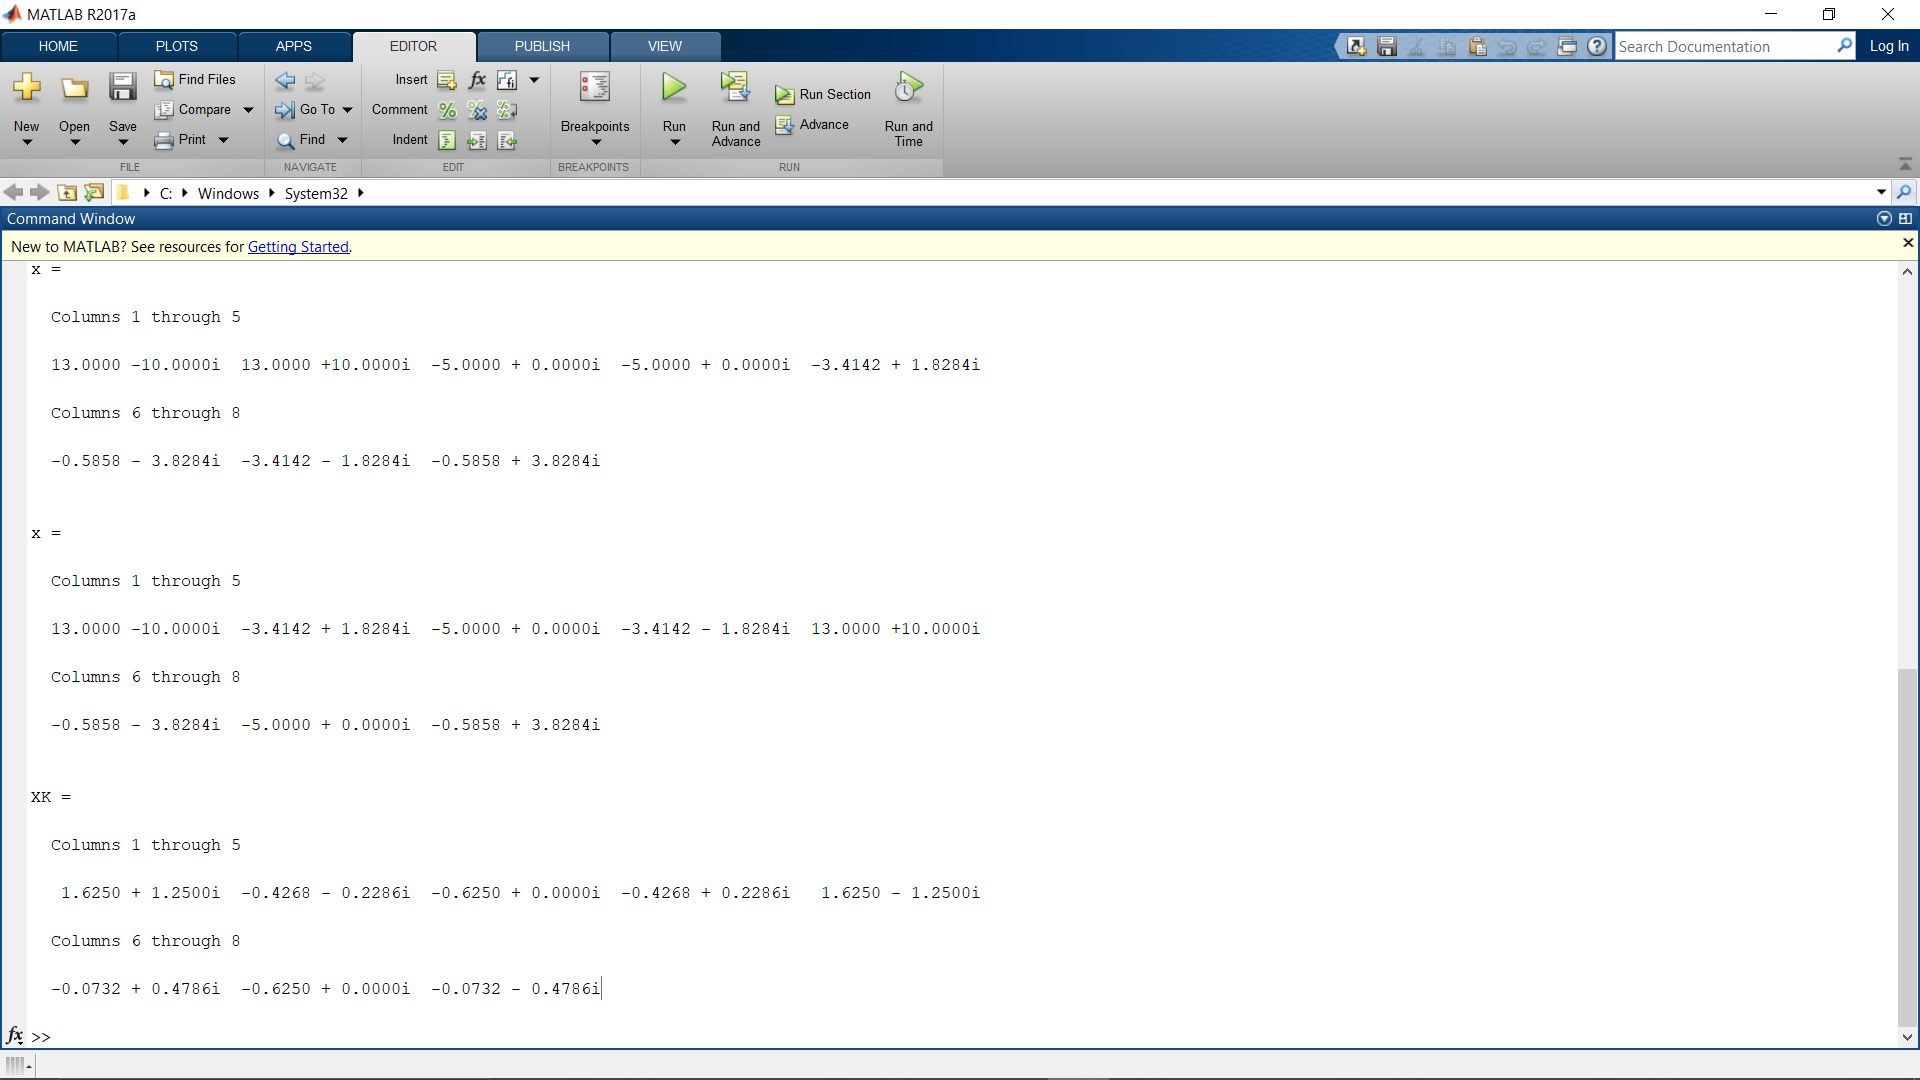 MATLAB R2017a
HOME PLOTS APPS EDITOR PUBLISH VIEW Search Documentation Log In
New Open Save Find Files Compare Print
FILE
Go To Find
NAVIGATE
Insert fx
Comment
Indent
EDIT
Breakpoints
BREAKPOINTS
Run Run and Advance Run Section Advance Run and Time
RUN
C: Windows System32
Command Window
New to MATLAB? See resources for Getting Started.
x =
Columns 1 through 5
13.0000 -10.0000i 13.0000 +10.0000i -5.0000 + 0.0000i -5.0000 + 0.0000i -3.4142 + 1.8284i
Columns 6 through 8
-0.5858 - 3.8284i -3.4142 - 1.8284i -0.5858 + 3.8284i
x =
Columns 1 through 5
13.0000 -10.0000i -3.4142 + 1.8284i -5.0000 + 0.0000i -3.4142 - 1.8284i 13.0000 +10.0000i
Columns 6 through 8
-0.5858 - 3.8284i -5.0000 + 0.0000i -0.5858 + 3.8284i
XK =
Columns 1 through 5
1.6250 + 1.2500i -0.4268 - 0.2286i -0.6250 + 0.0000i -0.4268 + 0.2286i 1.6250 - 1.2500i
Columns 6 through 8
-0.0732 + 0.4786i -0.6250 + 0.0000i -0.0732 - 0.4786i
fx >>